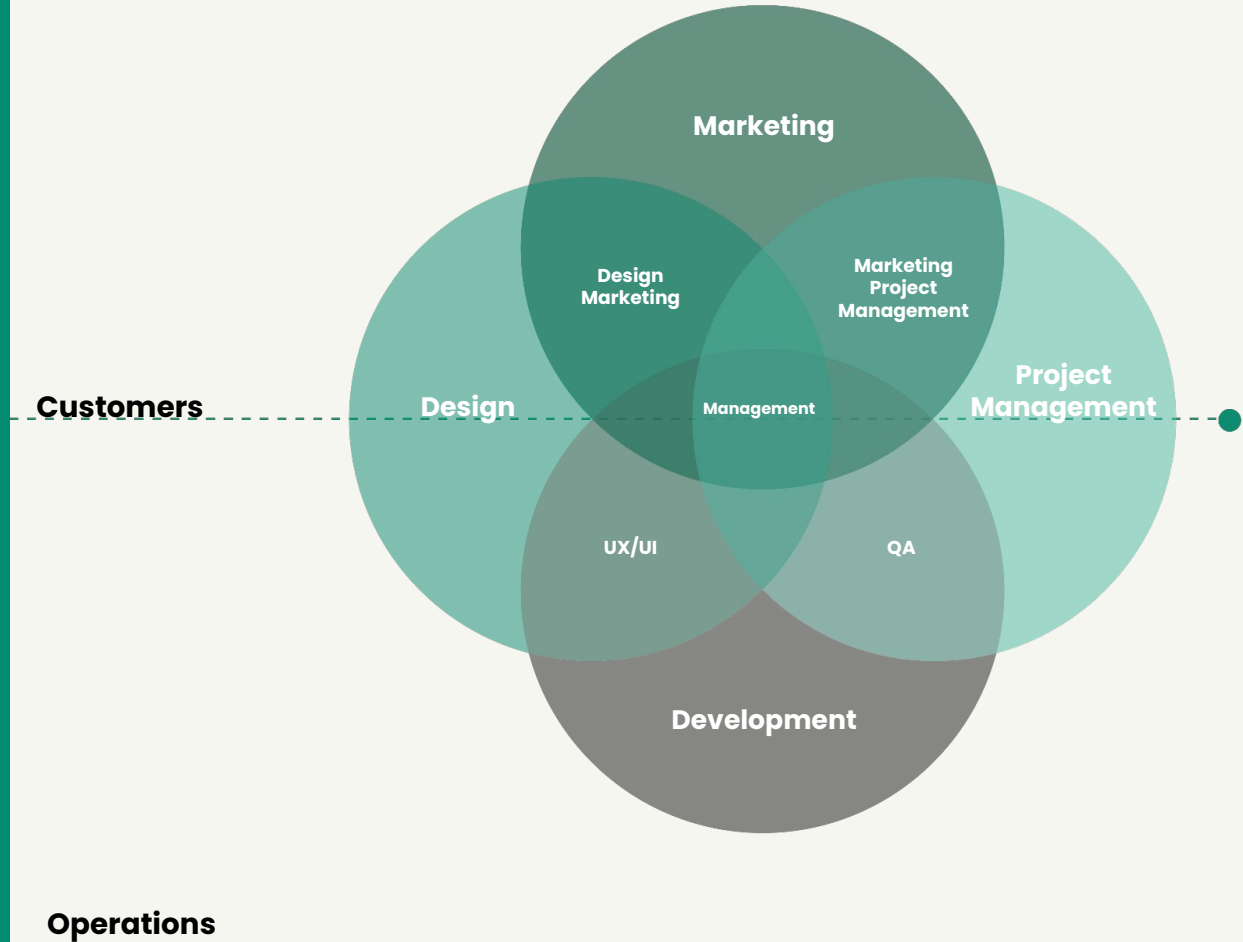 Marketing
Design
Marketing
Marketing
Project
Management
Customers
Design
Management
Project
Management
UX/UI
QA
Development
Operations